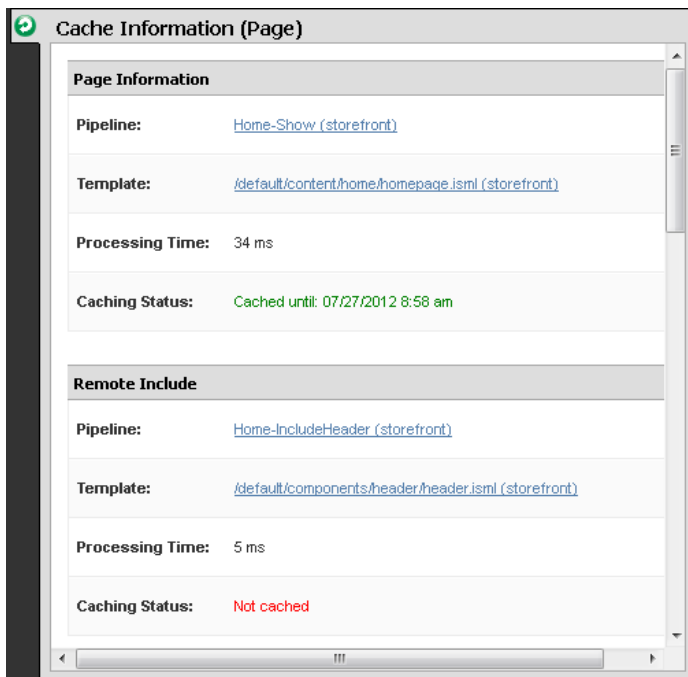 Cache Information (Page)
Page Information
Pipeline: Home-Show (storefront)
Template: /default/content/home/homepage.isml (storefront)
Processing Time: 34 ms
Caching Status: Cached until: 07/27/2012 8:58 am
Remote Include
Pipeline: Home-IncludeHeader (storefront)
Template: /default/components/header/header.isml (storefront)
Processing Time: 5 ms
Caching Status: Not cached